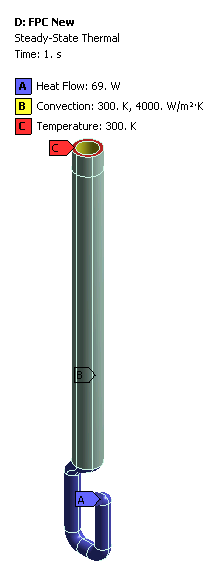 D: FPC New
Steady-State Thermal
Time: 1. s
A Heat Flow: 69. W
B Convection: 300. K, 4000. W/m²·K
C Temperature: 300. K
C
B
A